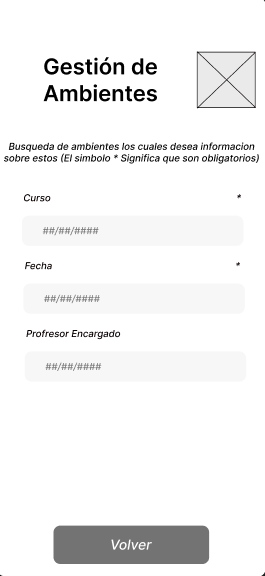 Gestión de
Ambientes
Busqueda de ambientes los cuales desea informacion
sobre estos (El simbolo * Significa que son obligatorios)
Curso *
##/##/####
Fecha *
##/##/####
Profresor Encargado
##/##/####
Volver